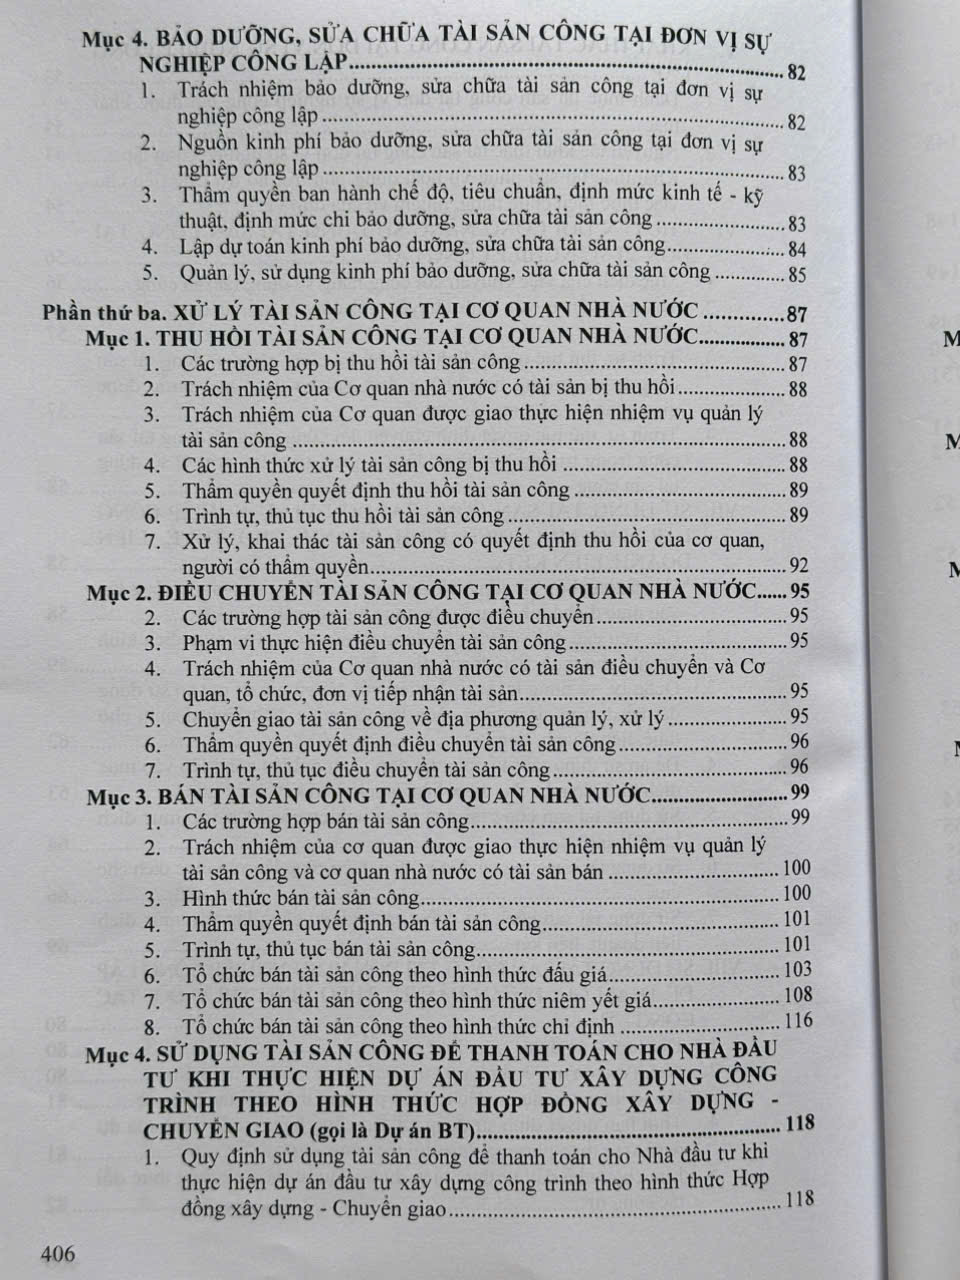 Mục 4. BẢO DƯỠNG, SỬA CHỮA TÀI SẢN CÔNG TẠI ĐƠN VỊ SỰ
NGHIỆP CÔNG LẬP.......... 82
1. Trách nhiệm bảo dưỡng, sửa chữa tài sản công tại đơn vị sự
nghiệp công lập .......... 82
2. Nguồn kinh phí bảo dưỡng, sửa chữa tài sản công tại đơn vị sự
nghiệp công lập .......... 83
3. Thẩm quyền ban hành chế độ, tiêu chuẩn, định mức kinh tế - kỹ
thuật, định mức chi bảo dưỡng, sửa chữa tài sản công .......... 83
4. Lập dự toán kinh phí bảo dưỡng, sửa chữa tài sản công.......... 84
5. Quản lý, sử dụng kinh phí bảo dưỡng, sửa chữa tài sản công .......... 85
Phần thứ ba. XỬ LÝ TÀI SẢN CÔNG TẠI CƠ QUAN NHÀ NƯỚC .......... 87
Mục 1. THU HỒI TÀI SẢN CÔNG TẠI CƠ QUAN NHÀ NƯỚC.......... 87
1. Các trường hợp bị thu hồi tài sản công .......... 87
2. Trách nhiệm của Cơ quan nhà nước có tài sản bị thu hồi .......... 88
3. Trách nhiệm của Cơ quan được giao thực hiện nhiệm vụ quản lý
tài sản công .......... 88
4. Các hình thức xử lý tài sản công bị thu hồi .......... 88
5. Thẩm quyền quyết định thu hồi tài sản công .......... 89
6. Trình tự, thủ tục thu hồi tài sản công .......... 89
7. Xử lý, khai thác tài sản công có quyết định thu hồi của cơ quan,
người có thẩm quyền.......... 92
Mục 2. ĐIỀU CHUYỂN TÀI SẢN CÔNG TẠI CƠ QUAN NHÀ NƯỚC...... 95
2. Các trường hợp tài sản công được điều chuyển.......... 95
3. Phạm vi thực hiện điều chuyển tài sản công.......... 95
4. Trách nhiệm của Cơ quan nhà nước có tài sản điều chuyển và Cơ
quan, tổ chức, đơn vị tiếp nhận tài sản.......... 95
5. Chuyển giao tài sản công về địa phương quản lý, xử lý .......... 95
6. Thẩm quyền quyết định điều chuyển tài sản công .......... 96
7. Trình tự, thủ tục điều chuyển tài sản công .......... 96
Mục 3. BÁN TÀI SẢN CÔNG TẠI CƠ QUAN NHÀ NƯỚC.......... 99
1. Các trường hợp bán tài sản công.......... 99
2. Trách nhiệm của cơ quan được giao thực hiện nhiệm vụ quản lý
tài sản công và cơ quan nhà nước có tài sản bán .......... 100
3. Hình thức bán tài sản công.......... 100
4. Thẩm quyền quyết định bán tài sản công.......... 101
5. Trình tự, thủ tục bán tài sản công.......... 101
6. Tổ chức bán tài sản công theo hình thức đấu giá.......... 103
7. Tổ chức bán tài sản công theo hình thức niêm yết giá.......... 108
8. Tổ chức bán tài sản công theo hình thức chỉ định .......... 116
Mục 4. SỬ DỤNG TÀI SẢN CÔNG ĐỂ THANH TOÁN CHO NHÀ ĐẦU
TƯ KHI THỰC HIỆN DỰ ÁN ĐẦU TƯ XÂY DỰNG CÔNG
TRÌNH THEO HÌNH THỨC HỢP ĐỒNG XÂY DỰNG -
CHUYỂN GIAO (gọi là Dự án BT).......... 118
1. Quy định sử dụng tài sản công để thanh toán cho Nhà đầu tư khi
thực hiện dự án đầu tư xây dựng công trình theo hình thức Hợp
đồng xây dựng - Chuyển giao .......... 118
406